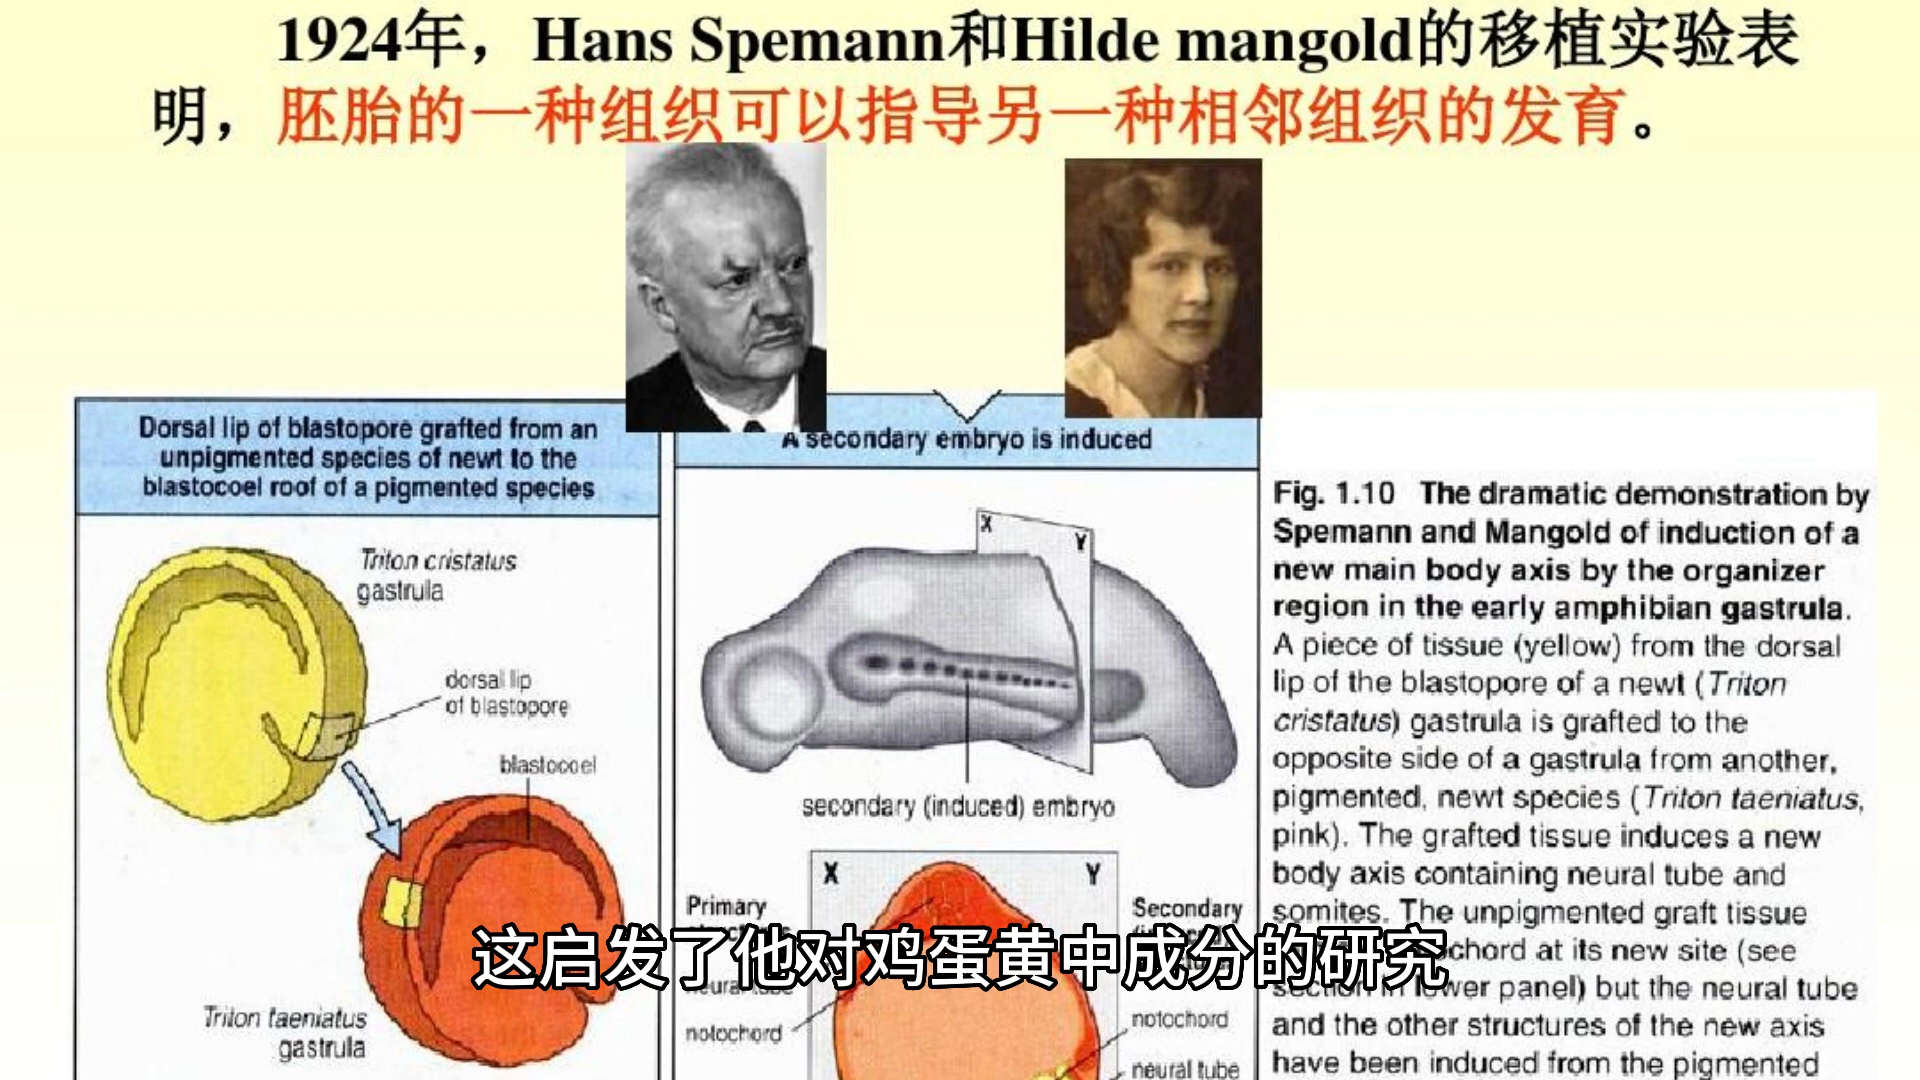 1924年，Hans Spemann和Hilde mangold的移植实验表
明，胚胎的一种组织可以指导另一种相邻组织的发育。
Dorsal lip of blastopore grafted from an
unpigmented species of newt to the
blastocoel roof of a pigmented species
Triton cristatus
gastrula
dorsal lip
of blastopore
blastocoel
Triton taeniatus
gastrula
A secondary embryo is induced
X
Y
secondary (induced) embryo
X
Y
Primary
neural tube
notochord
Secondary
notochord
neural tube
Fig. 1.10 The dramatic demonstration by
Spemann and Mangold of induction of a
new main body axis by the organizer
region in the early amphibian gastrula.
A piece of tissue (yellow) from the dorsal
lip of the blastopore of a newt (Triton
cristatus) gastrula is grafted to the
opposite side of a gastrula from another,
pigmented, newt species (Triton taeniatus,
pink). The grafted tissue induces a new
body axis containing neural tube and
somites. The unpigmented graft tissue
at its new site (see
section in lower panel) but the neural tube
and the other structures of the new axis
have been induced from the pigmented
这启发了他对鸡蛋黄中成分的研究